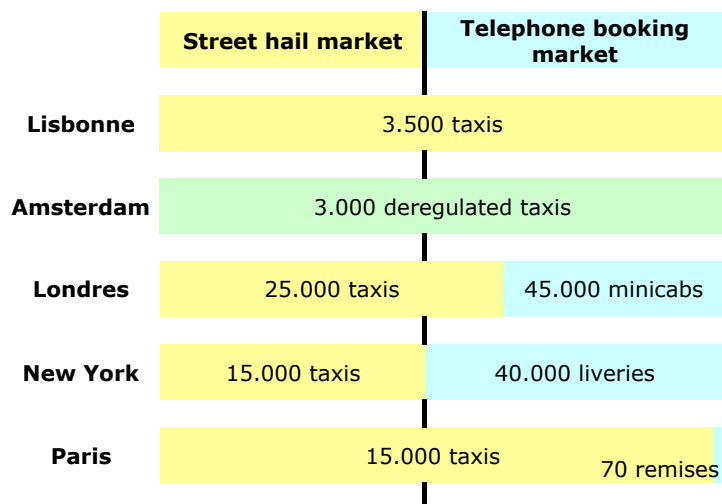 Street hail market
Telephone booking
market
Lisbonne
3.500 taxis
Amsterdam
3.000 deregulated taxis
Londres
25.000 taxis
45.000 minicabs
New York
15.000 taxis
40.000 liveries
Paris
15.000 taxis
70 remises